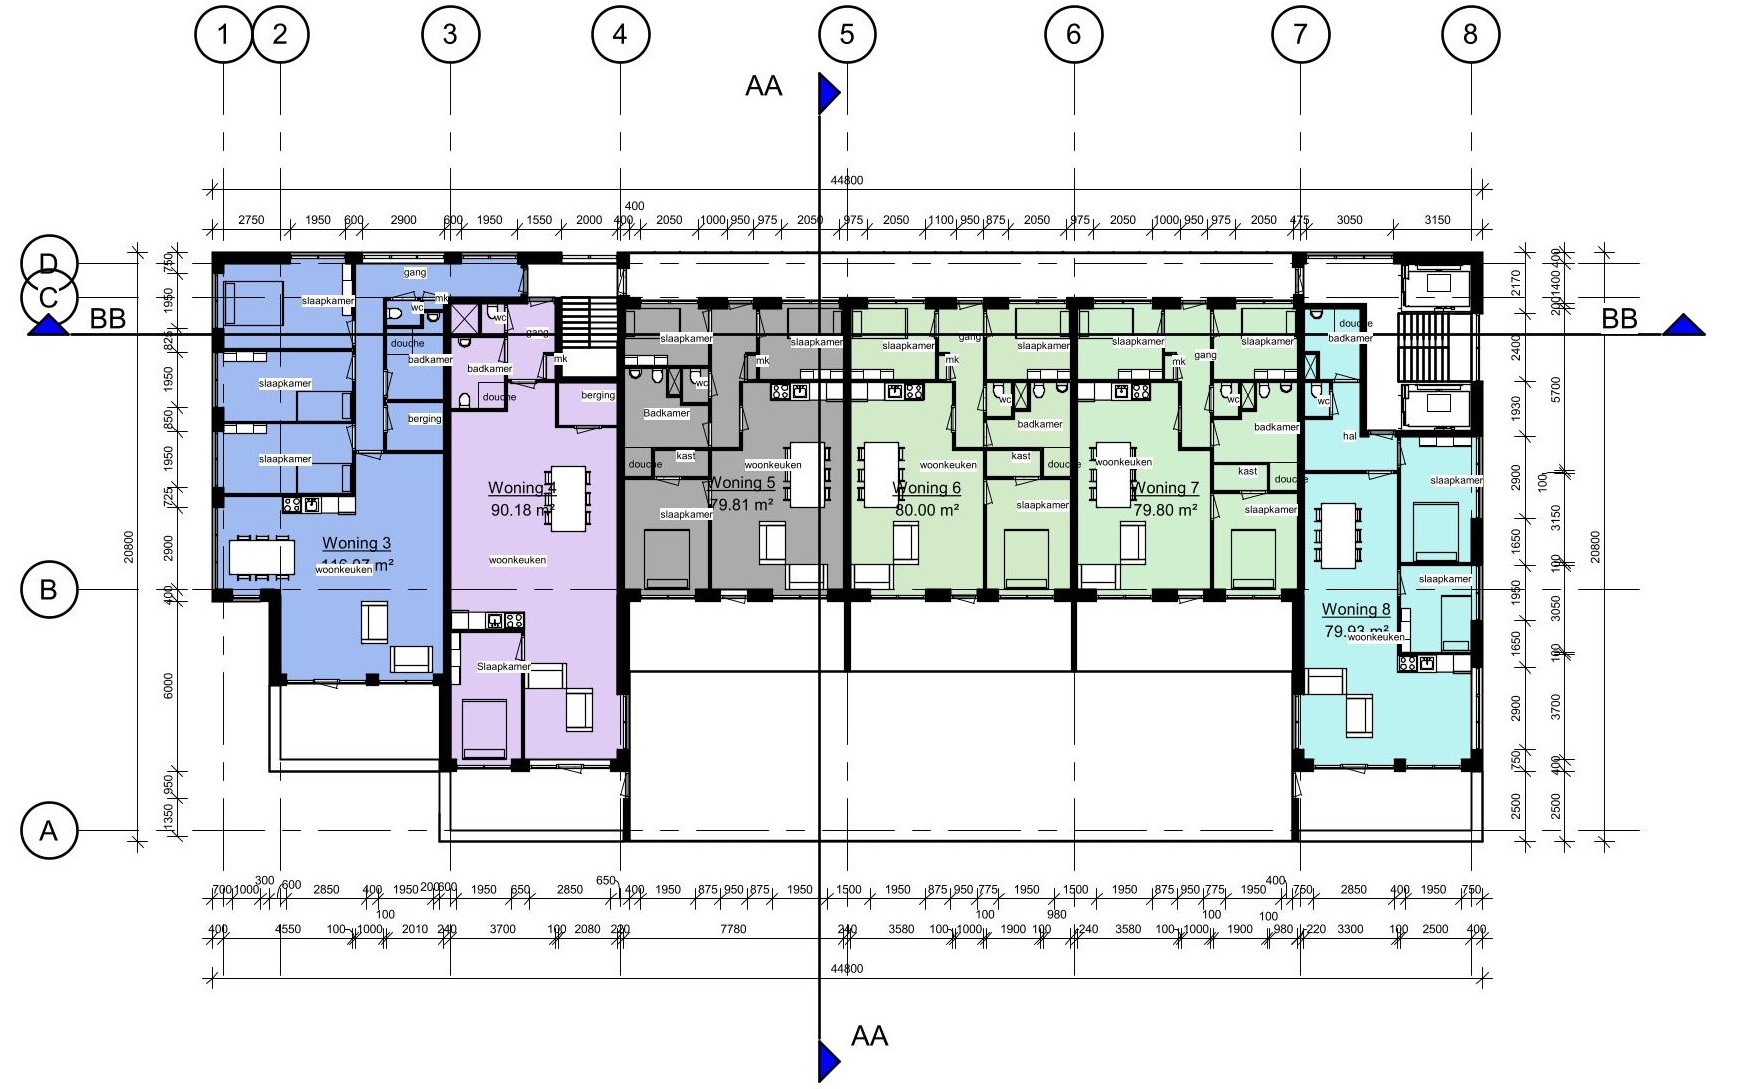 1 2 3 4 5 6 7 8
AA
44800
400
2750 1950 600 2900 600 1950 1550 2000 400 2050 1000 950 975 2050 975 2050 1100 950 875 2050 975 2050 1000 950 975 2050 475 3050 3150
D
C
B
A
BB
BB
750
1950
825
1950
850
1950
725
2900
400
6000
950
1350
20800
gang
slaapkamer
wc
mk
douche
badkamer
slaapkamer
berging
slaapkamer
Woning 3
woonkeuken
wc
gang
mk
badkamer
douche
berging
Woning 4
90.18 m²
woonkeuken
Slaapkamer
slaapkamer
slaapkamer
mk
wc
Badkamer
kast
douche
woonkeuken
Woning 5
79.81 m²
slaapkamer
slaapkamer
gang
slaapkamer
mk
wc
badkamer
kast
douche
woonkeuken
Woning 6
80.00 m²
slaapkamer
slaapkamer
gang
slaapkamer
mk
wc
badkamer
kast
douche
woonkeuken
Woning 7
79.80 m²
slaapkamer
douche
badkamer
wc
hal
slaapkamer
slaapkamer
Woning 8
79.93 m²
woonkeuken
2170
2400
1930
2900
1650
1950
1650
2900
750
2500
400
1400
200
5700
100
3150
100
3050
100
3700
400
2500
20800
300 600 650 400
700 1000 2850 400 1950 200 600 1950 650 2850 400 1950 875 950 875 1950 1500 1950 875 950 775 1950 1500 1950 875 950 775 1950 750 2850 400 1950 750
100 100 980 100 100
400 4550 100 1000 2010 240 3700 100 2080 220 7780 240 3580 100 1000 1900 100 240 3580 100 1000 1900 980 220 3300 100 2500 400
44800
AA